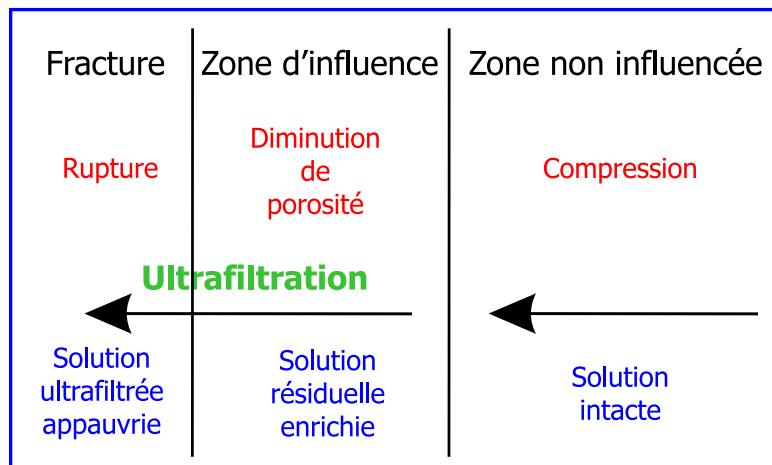 Fracture
Zone d'influence
Zone non influencée
Rupture
Diminution
de
porosité
Compression
Ultrafiltration
Solution
ultrafiltrée
appauvrie
Solution
résiduelle
enrichie
Solution
intacte